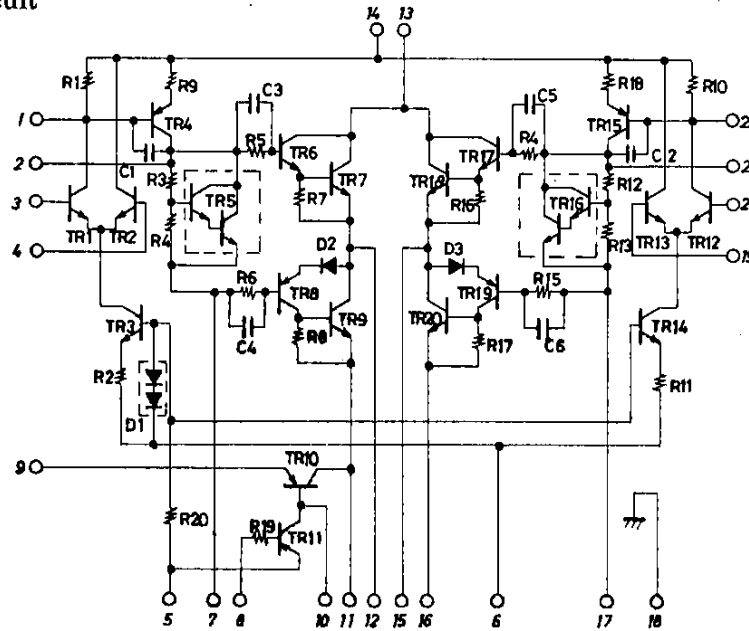 uit
14 13
R1 R9 R18 R10
C3 C5
1 TR4 TR15 2
R5 TR6 TR17 R4
2 C1 C 2 2
R3 TR7 TR18 R12
R7 R16
3 TR5 TR16 2
TR1 TR2 R4 R13 TR13 TR12
4 19
D2 D3
R6 TR8 TR19 R15
TR3 TR9 TR20 TR14
C4 R8 R17 C6
R2 R11
D1
9 TR10
R20 R19 TR11
5 7 8 10 11 12 15 16 6 17 18